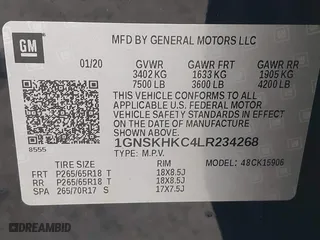 GM
MFD BY GENERAL MOTORS LLC
01/20 GVWR GAWR FRT GAWR RR
3402 KG 1633 KG 1905 KG
7500 LB 3600 LB 4200 LB
THIS VEHICLE CONFORMS TO ALL
APPLICABLE U.S. FEDERAL MOTOR
VEHICLE SAFETY STANDARDS IN
EFFECT ON THE DATE OF
MANUFACTURE SHOWN ABOVE.
1GNSKHKC4LR234268
8555 TYPE: M.P.V.
TIRE SIZE RIM 48CK15906
FRT P265/65R18 T 18X8.5J
RR P265/65R18 T 18X8.5J
SPA 265/70R17 S 17X7.5J